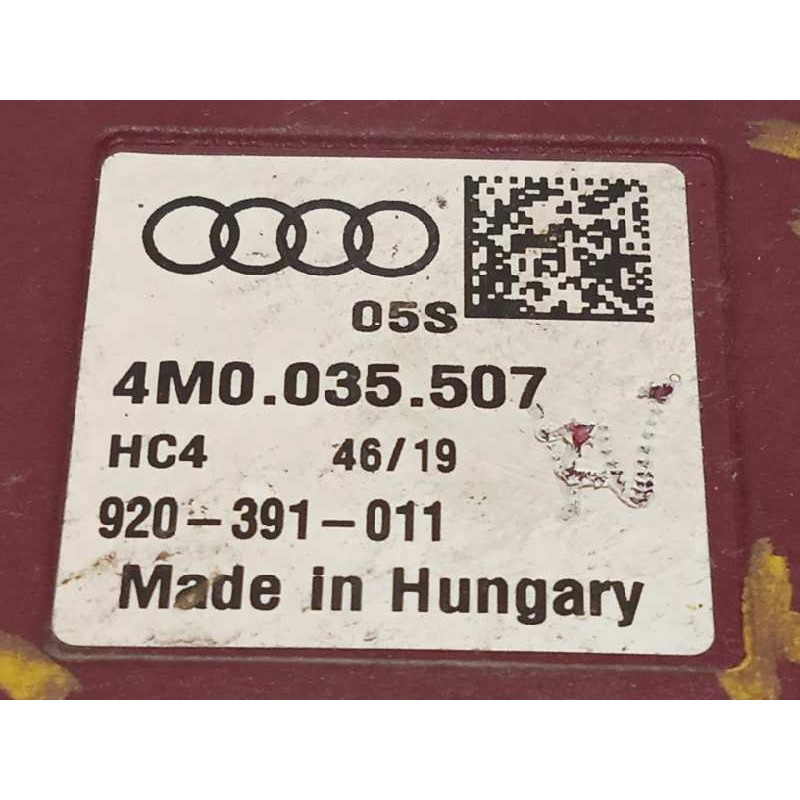 05S
4M0.035.507
HC4 46/19
920-391-011
Made in Hungary